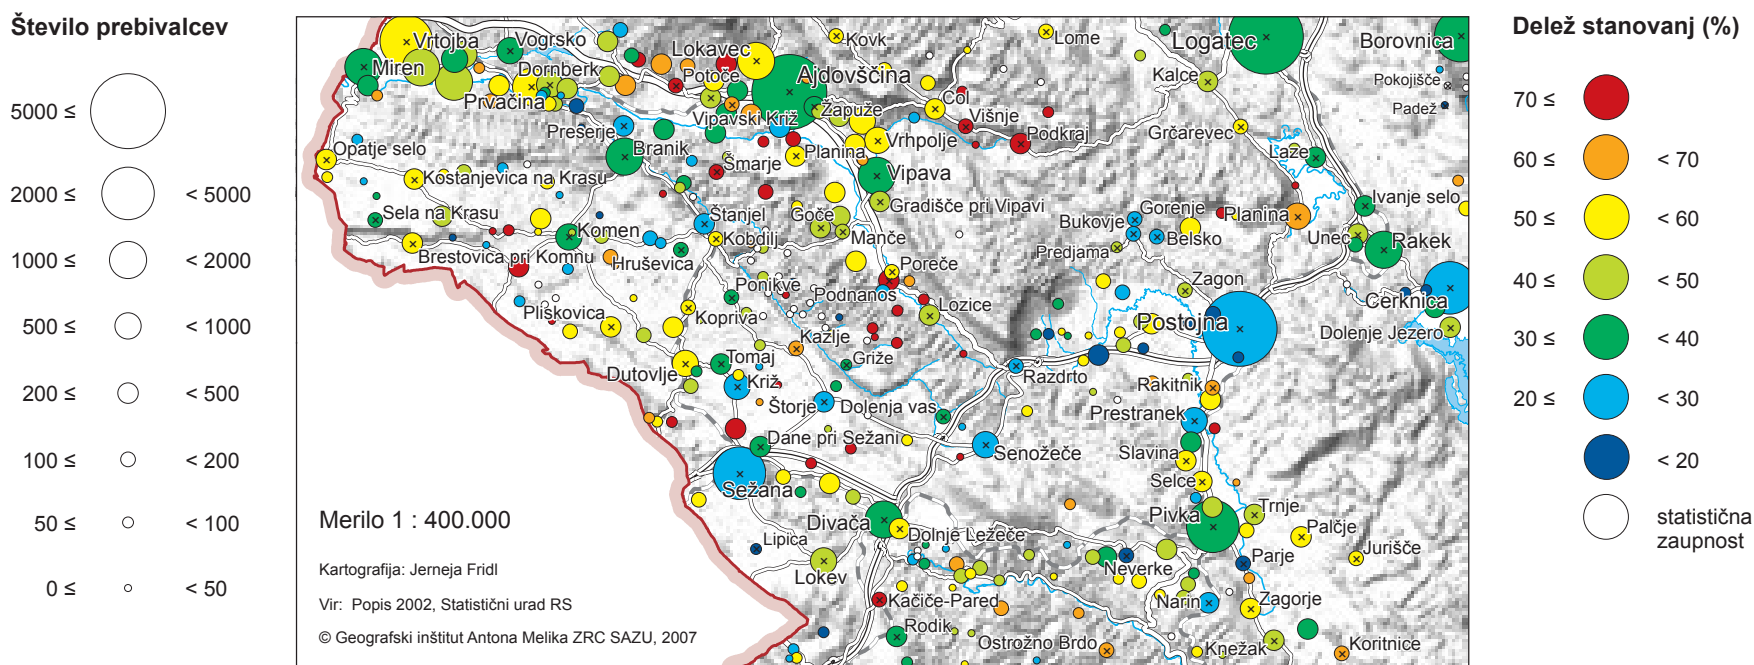 Število prebivalcev
5000 ≤
2000 ≤ < 5000
1000 ≤ < 2000
500 ≤ < 1000
200 ≤ < 500
100 ≤ < 200
50 ≤ < 100
0 ≤ < 50
Vrtojba
Vogrsko
Lokavec
Kovk
Lome
Logatec
Borovnica
Miren
Dornberk
Potoče
Ajdovščina
Kalce
Pokojišče
Prvačina
Vipavski Križ
Žapuže
Col
Padež
Prešerje
Višnje
Podkraj
Grčarevec
Opatje selo
Branik
Planina
Vrhpolje
Laze
Kostanjevica na Krasu
Šmarje
Vipava
Ivanje selo
Sela na Krasu
Štanjel
Goče
Gradišče pri Vipavi
Bukovje
Gorenje
Planina
Komen
Kobdilj
Manče
Belsko
Unec
Rakek
Brestovica pri Komnu
Hruševica
Poreče
Predjama
Zagon
Ponikve
Podnanos
Lozice
Cerknica
Pliskovica
Kopriva
Kazlje
Postojna
Dolenje Jezero
Tomaj
Griže
Dutovlje
Križ
Razdrto
Rakitnik
Štorje
Dolenja vas
Prestranek
Dane pri Sežani
Senožeče
Slavina
Sežana
Selce
Divača
Pivka
Trnje
Lipica
Dolnje Ležeče
Palčje
Lokev
Neverke
Parje
Jurišče
Kačiče-Pared
Narin
Zagorje
Rodik
Ostrožno Brdo
Knežak
Koritnice
Merilo 1 : 400.000
Kartografija: Jerneja Fridl
Vir: Popis 2002, Statistični urad RS
© Geografski inštitut Antona Melika ZRC SAZU, 2007
Delež stanovanj (%)
70 ≤
60 ≤ < 70
50 ≤ < 60
40 ≤ < 50
30 ≤ < 40
20 ≤ < 30
< 20
statistična
zaupnost